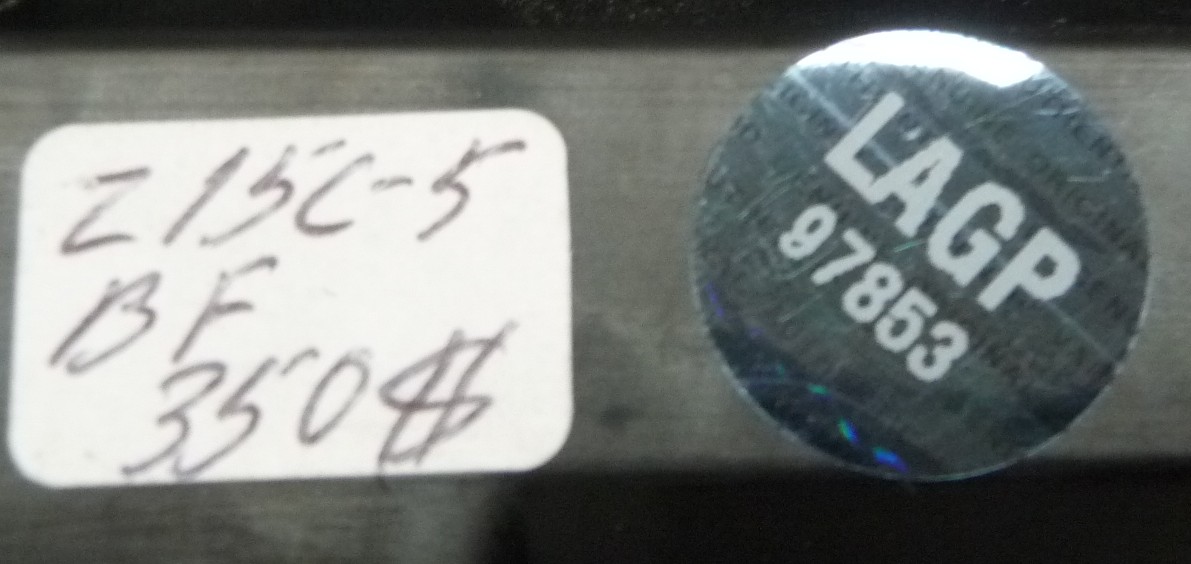 Z15C-5
BF
350$
LAGP
97853